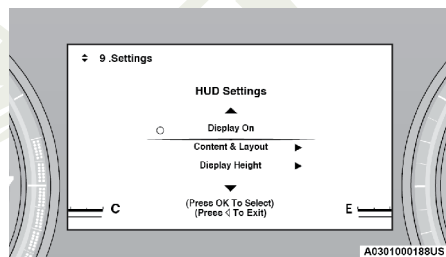 9 .Settings
HUD Settings
Display On
Content & Layout
Display Height
(Press OK To Select)
(Press ◁ To Exit)
C
E
A0301000188US